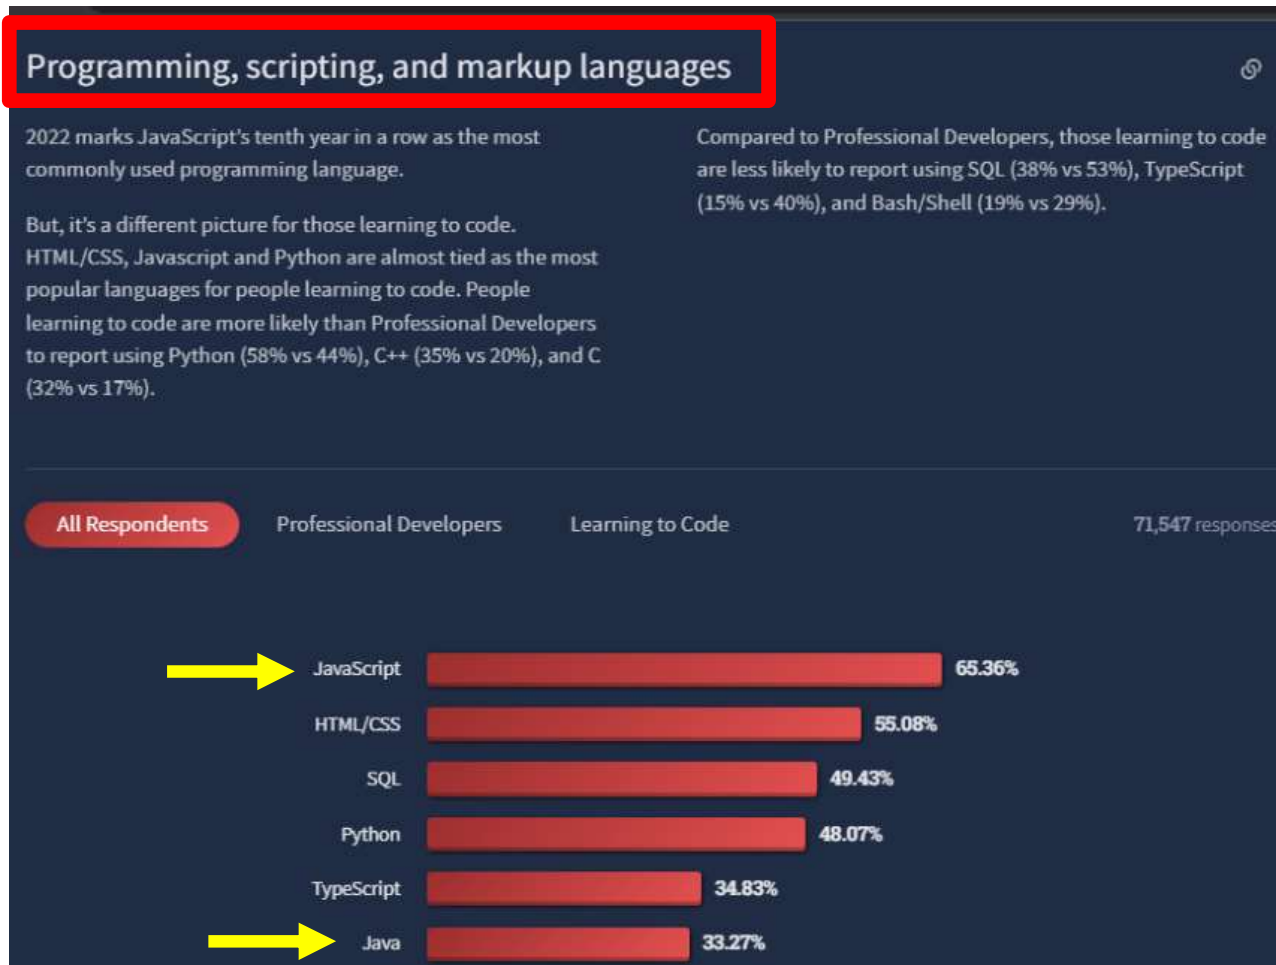 Programming, scripting, and markup languages
2022 marks JavaScript's tenth year in a row as the most
commonly used programming language.
But, it's a different picture for those learning to code.
HTML/CSS, Javascript and Python are almost tied as the most
popular languages for people learning to code. People
learning to code are more likely than Professional Developers
to report using Python (58% vs 44%), C++ (35% vs 20%), and C
(32% vs 17%).
Compared to Professional Developers, those learning to code
are less likely to report using SQL (38% vs 53%), TypeScript
(15% vs 40%), and Bash/Shell (19% vs 29%).
All Respondents Professional Developers Learning to Code 71,547 responses
JavaScript 65.36%
HTML/CSS 55.08%
SQL 49.43%
Python 48.07%
TypeScript 34.83%
Java 33.27%